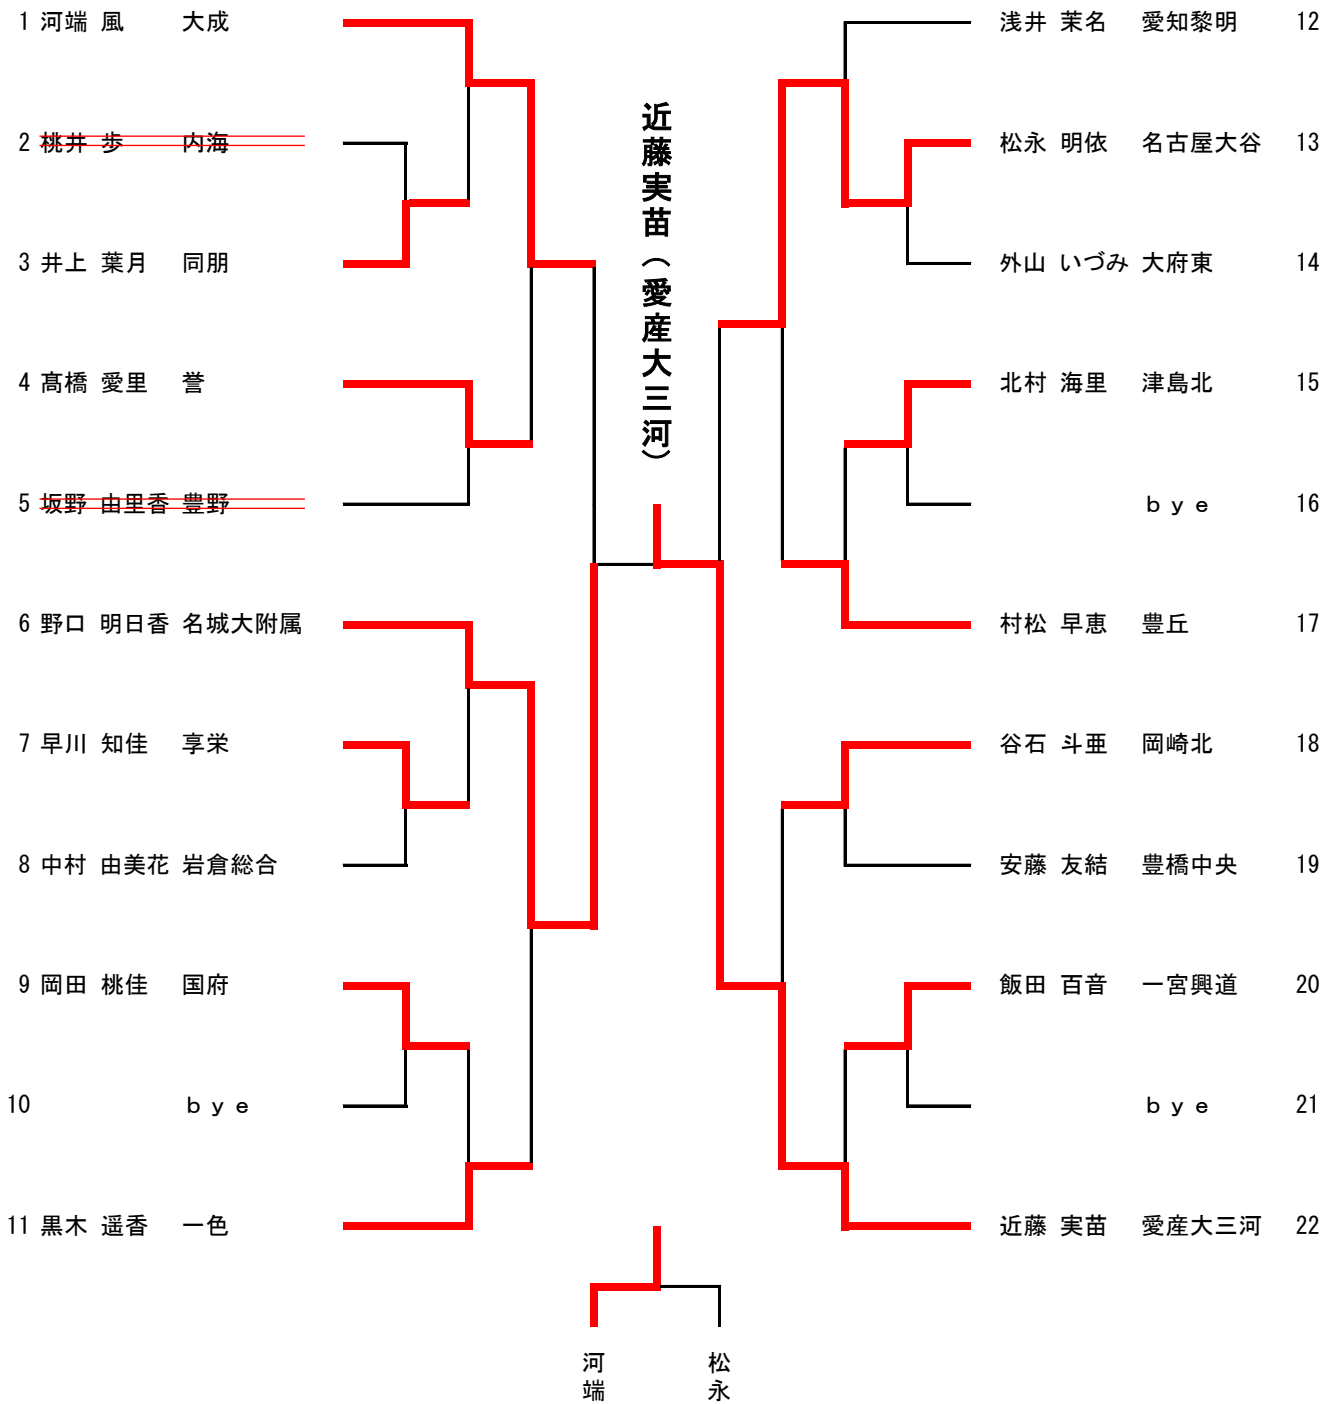 1 河端 風 大成
2 桃井 歩 内海
3 井上 葉月 同朋
4 髙橋 愛里 誉
5 坂野 由里香 豊野
6 野口 明日香 名城大附属
7 早川 知佳 享栄
8 中村 由美花 岩倉総合
9 岡田 桃佳 国府
10 ｂｙｅ
11 黒木 遥香 一色
近藤実苗（愛産大三河）
浅井 茉名 愛知黎明 12
松永 明依 名古屋大谷 13
外山 いづみ 大府東 14
北村 海里 津島北 15
ｂｙｅ 16
村松 早恵 豊丘 17
谷石 斗亜 岡崎北 18
安藤 友結 豊橋中央 19
飯田 百音 一宮興道 20
ｂｙｅ 21
近藤 実苗 愛産大三河 22
河端
松永